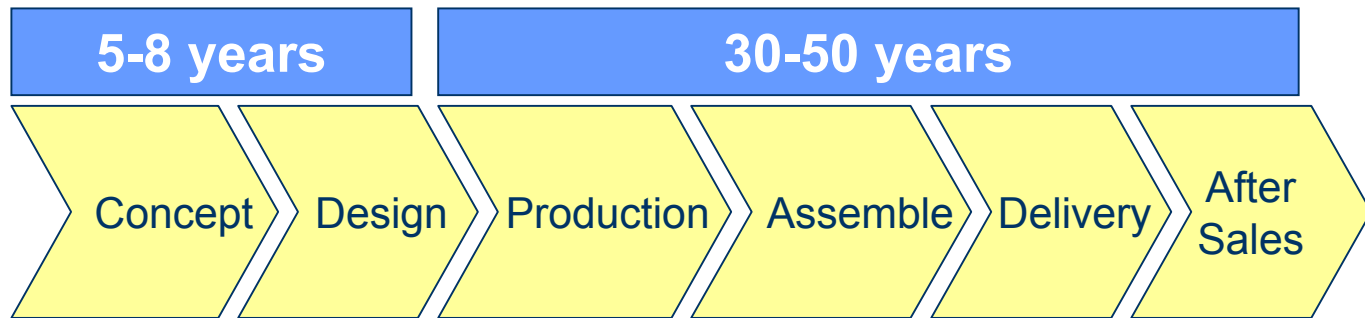 5-8 years
30-50 years
Concept
Design
Production
Assemble
Delivery
After
Sales